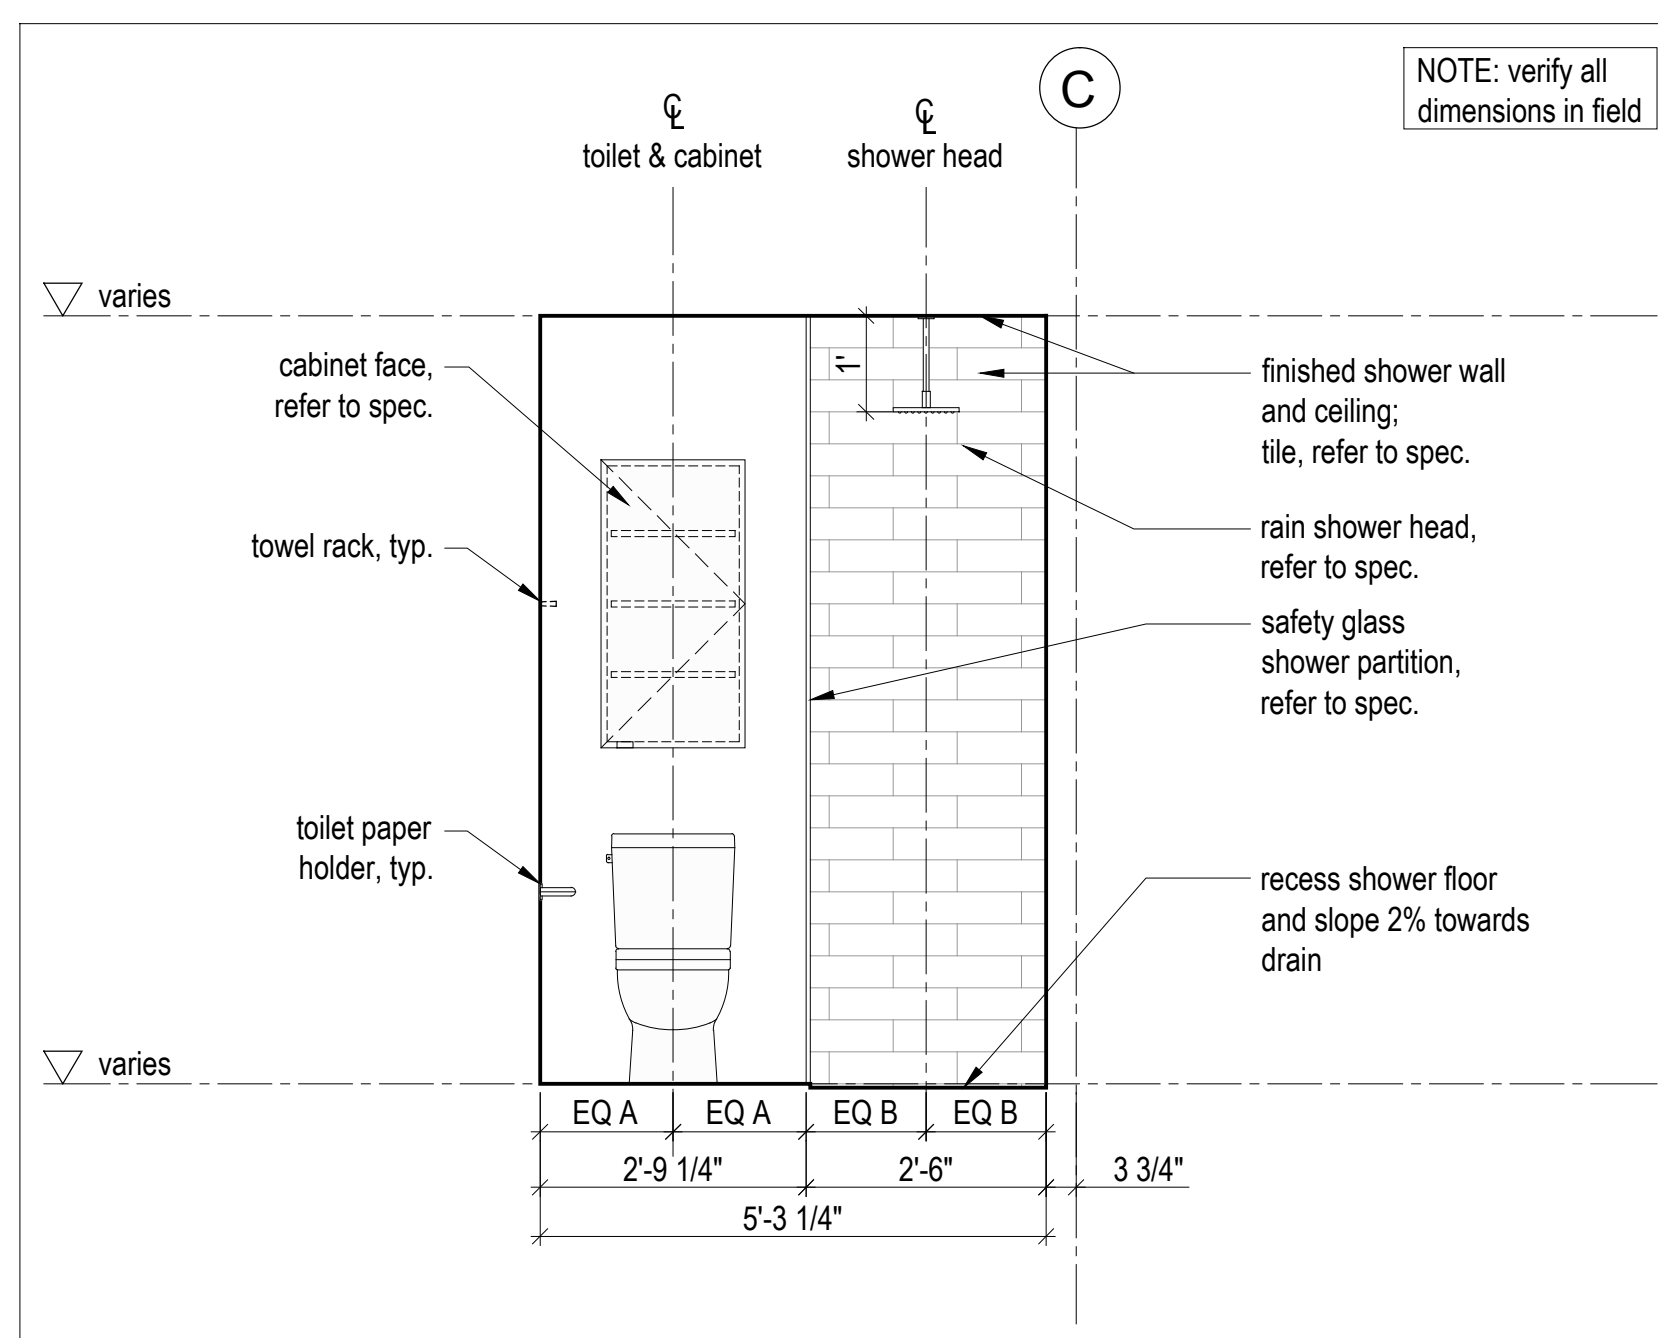 NOTE: verify all
dimensions in field
C
℄
toilet & cabinet
℄
shower head
varies
cabinet face,
refer to spec.
1'
finished shower wall
and ceiling;
tile, refer to spec.
towel rack, typ.
rain shower head,
refer to spec.
safety glass
shower partition,
refer to spec.
toilet paper
holder, typ.
recess shower floor
and slope 2% towards
drain
varies
EQ A EQ A EQ B EQ B
2'-9 1/4" 2'-6" 3 3/4"
5'-3 1/4"